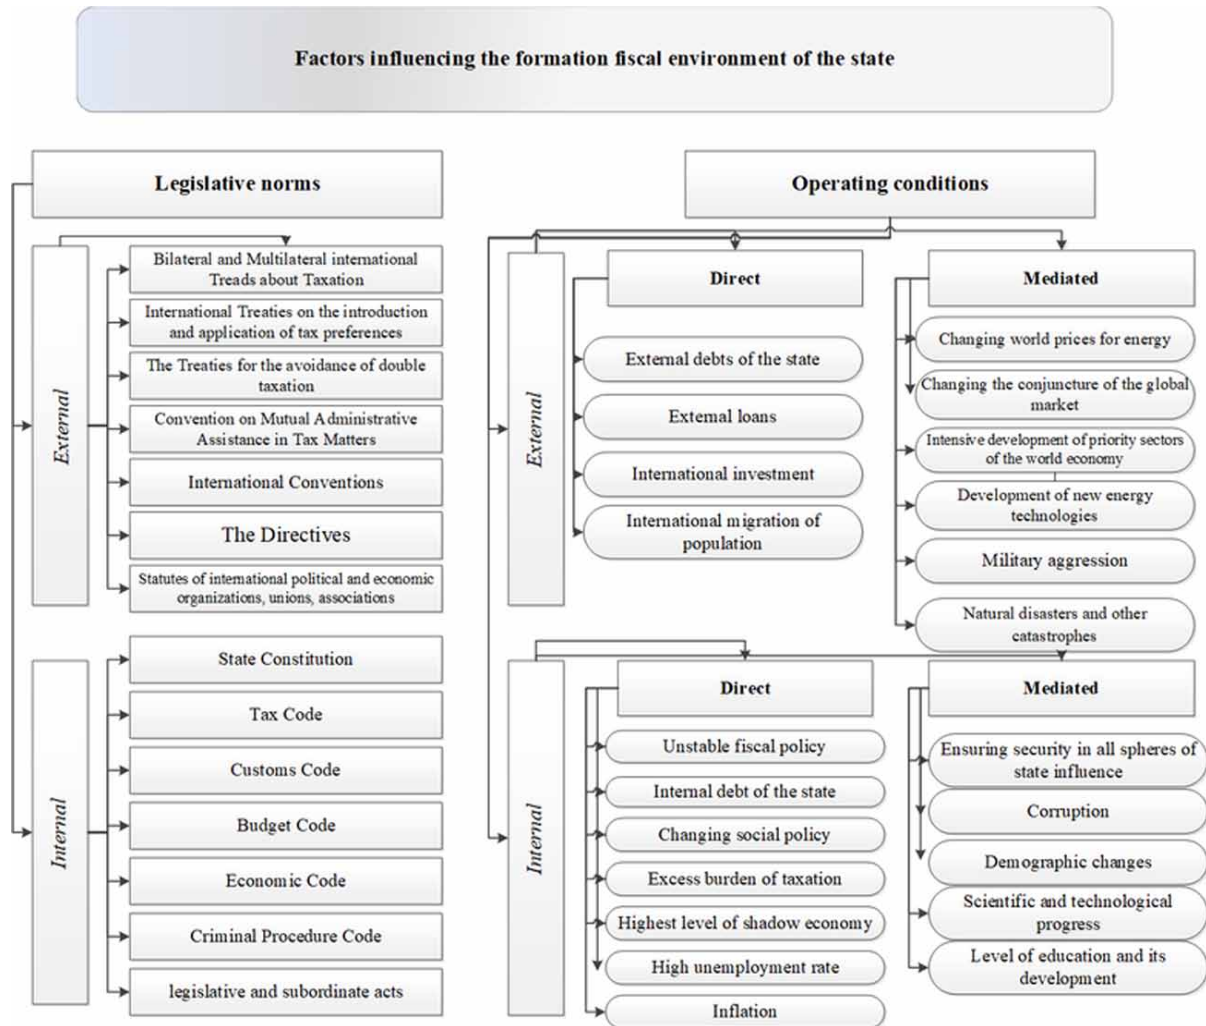 Factors influencing the formation fiscal environment of the state
Legislative norms
External
Bilateral and Multilateral international
Treads about Taxation
International Treaties on the introduction
and application of tax preferences
The Treaties for the avoidance of double
taxation
Convention on Mutual Administrative
Assistance in Tax Matters
International Conventions
The Directives
Statutes of international political and economic
organizations, unions, associations
Internal
State Constitution
Tax Code
Customs Code
Budget Code
Economic Code
Criminal Procedure Code
legislative and subordinate acts
Operating conditions
External
Direct
External debts of the state
External loans
International investment
International migration of
population
Mediated
Changing world prices for energy
Changing the conjuncture of the global
market
Intensive development of priority sectors
of the world economy
Development of new energy
technologies
Military aggression
Natural disasters and other
catastrophes
Internal
Direct
Unstable fiscal policy
Internal debt of the state
Changing social policy
Excess burden of taxation
Highest level of shadow economy
High unemployment rate
Inflation
Mediated
Ensuring security in all spheres of
state influence
Corruption
Demographic changes
Scientific and technological
progress
Level of education and its
development